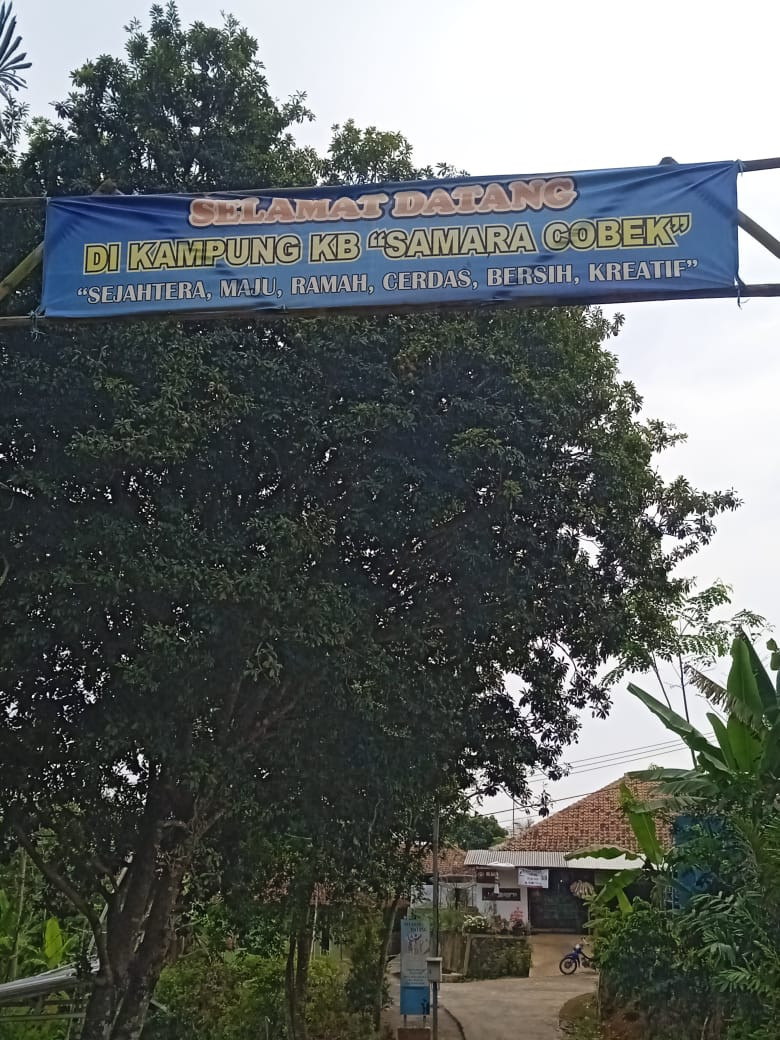 SELAMAT DATANG
DI KAMPUNG KB "SAMARA COBEK"
"SEJAHTERA, MAJU, RAMAH, CERDAS, BERSIH, KREATIF"